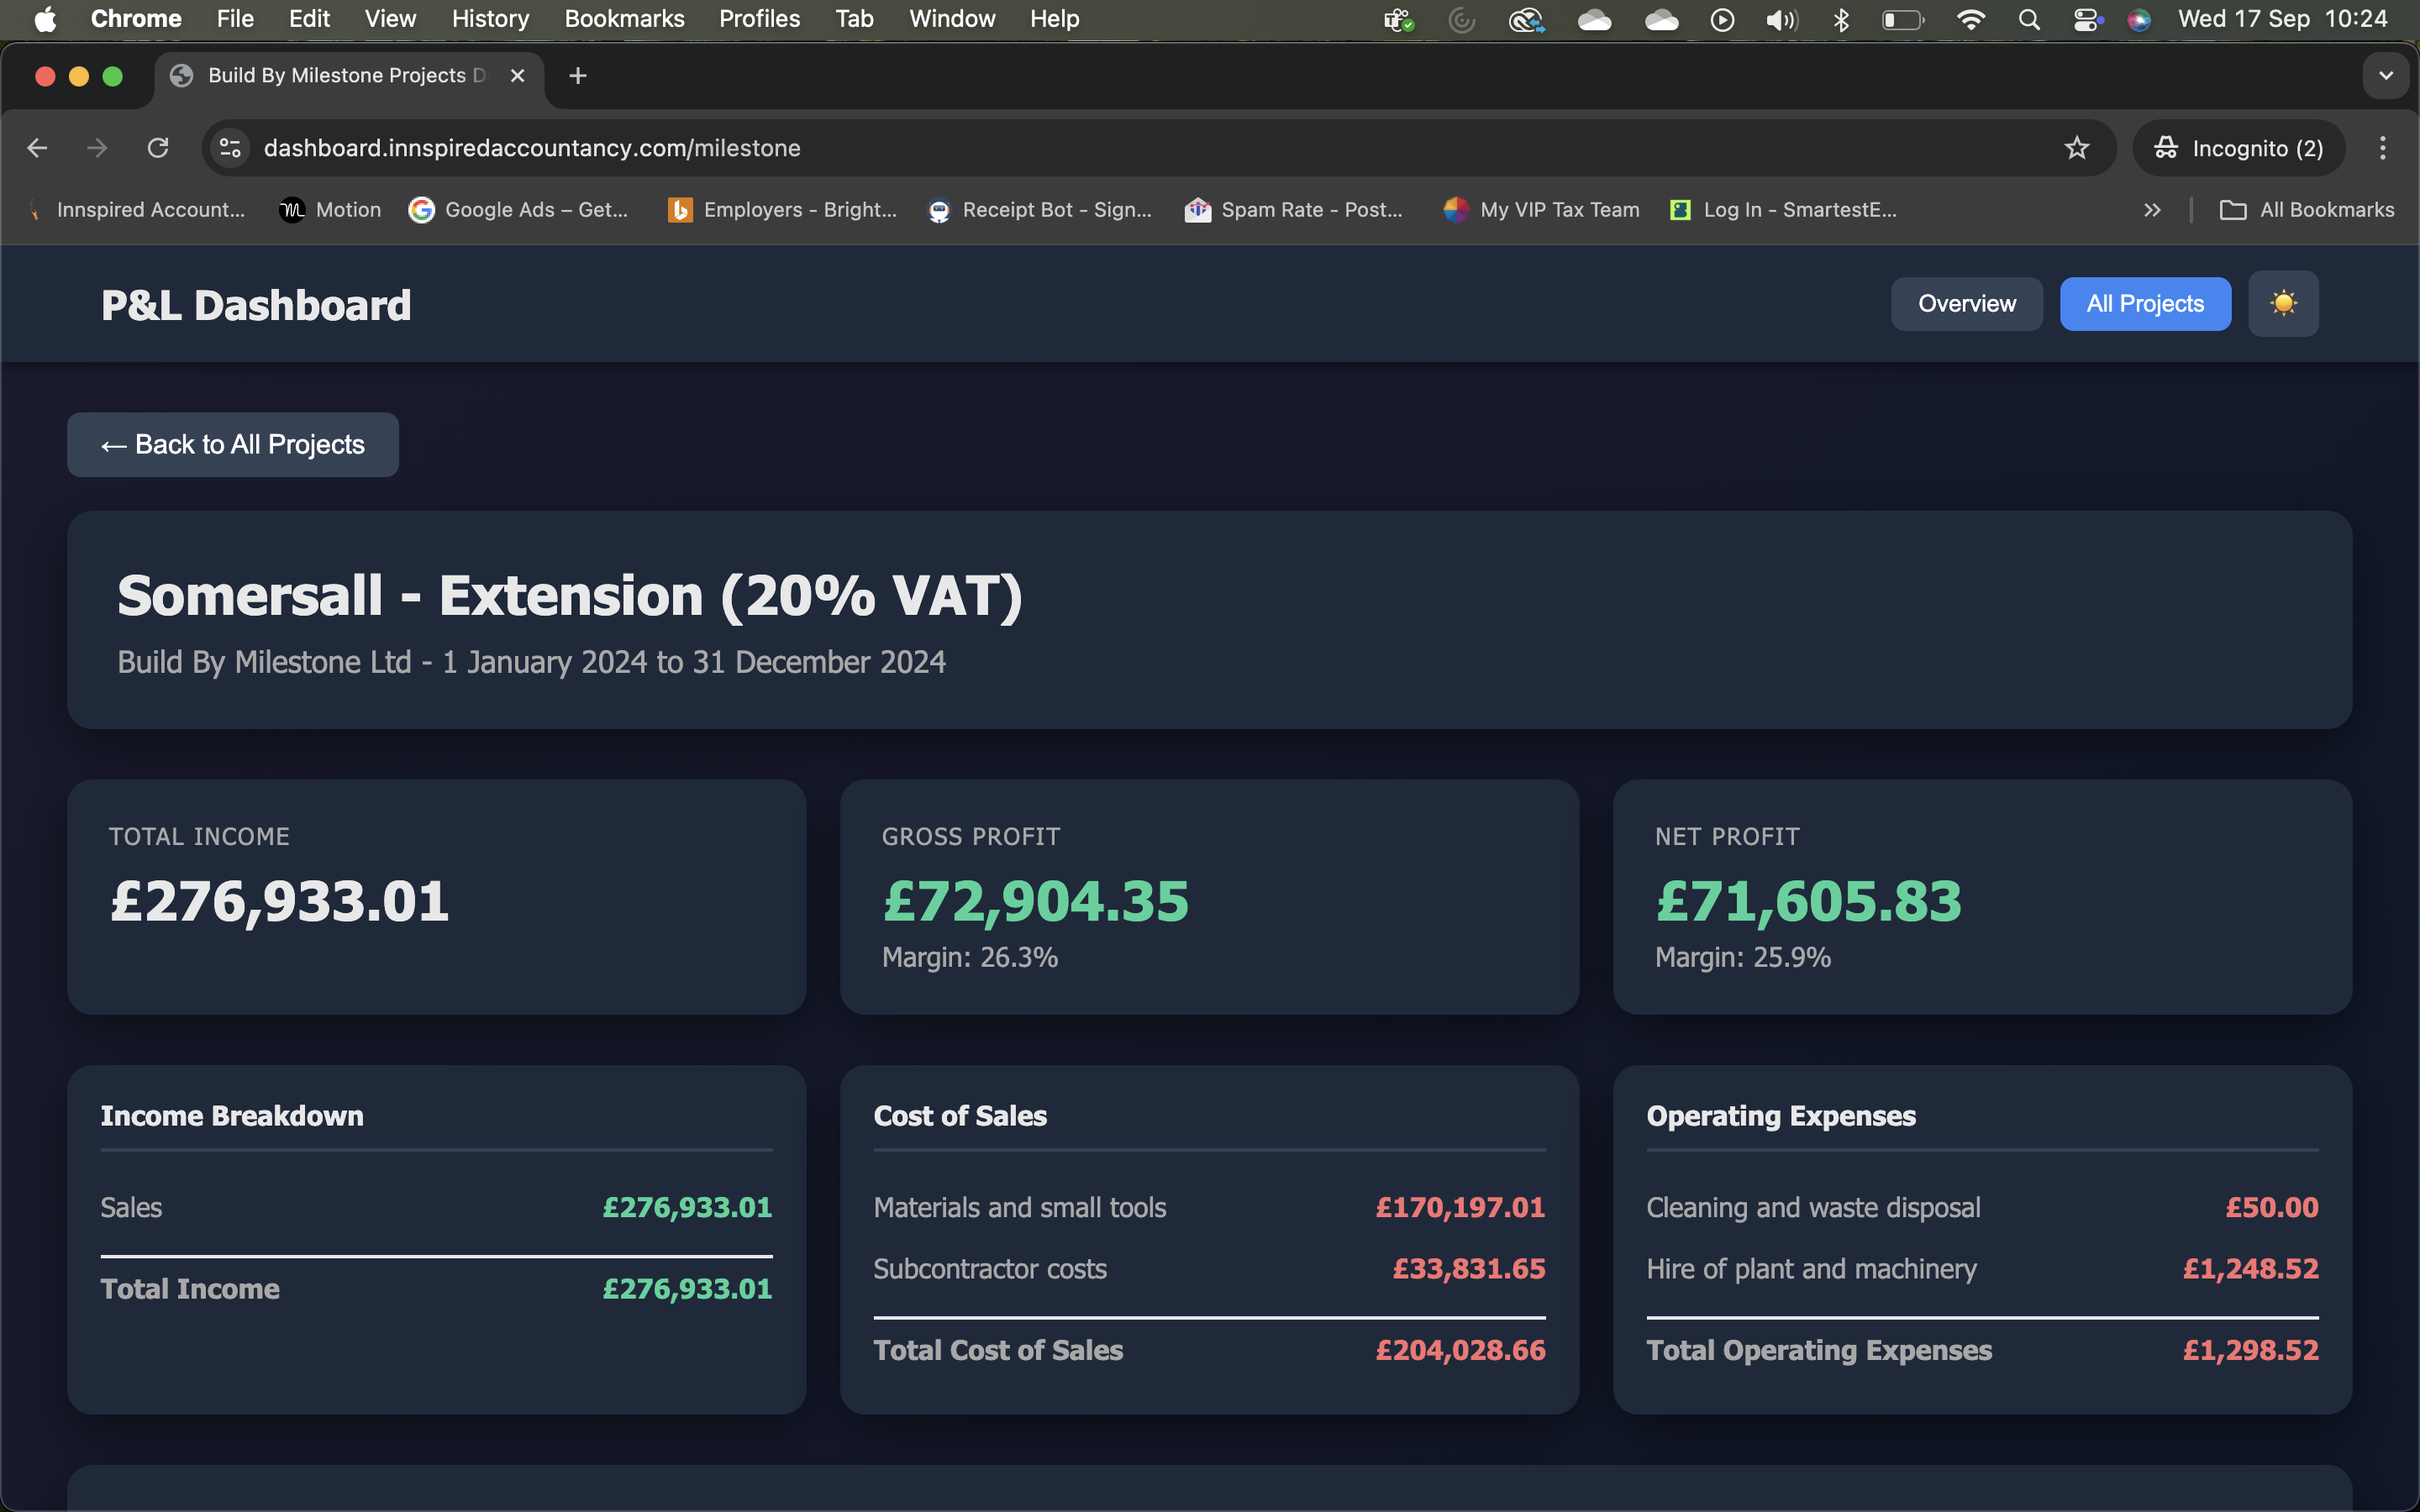 Chrome File Edit View History Bookmarks Profiles Tab Window Help Wed 17 Sep 10:24
Build By Milestone Projects D
dashboard.innspiredaccountancy.com/milestone Incognito (2)
Innspired Account... Motion Google Ads – Get... Employers - Bright... Receipt Bot - Sign... Spam Rate - Post... My VIP Tax Team Log In - SmartestE... All Bookmarks
P&L Dashboard Overview All Projects
← Back to All Projects
Somersall - Extension (20% VAT)
Build By Milestone Ltd - 1 January 2024 to 31 December 2024
TOTAL INCOME
£276,933.01
GROSS PROFIT
£72,904.35
Margin: 26.3%
NET PROFIT
£71,605.83
Margin: 25.9%
Income Breakdown
Sales £276,933.01
Total Income £276,933.01
Cost of Sales
Materials and small tools £170,197.01
Subcontractor costs £33,831.65
Total Cost of Sales £204,028.66
Operating Expenses
Cleaning and waste disposal £50.00
Hire of plant and machinery £1,248.52
Total Operating Expenses £1,298.52